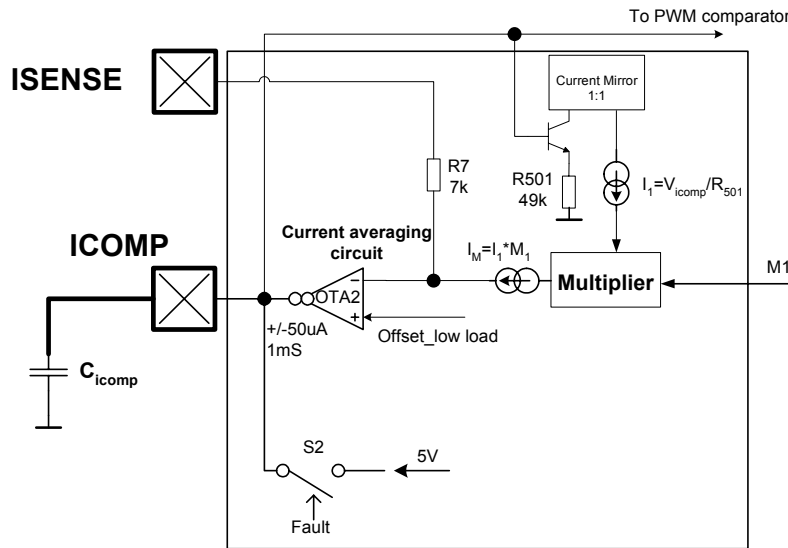 To PWM comparator
ISENSE
Current Mirror
1:1
R7
7k
R501
49k
I1=Vicomp/R501
ICOMP
Current averaging
circuit
IM=I1*M1
Multiplier
M1
OTA2
−
+
+/-50uA
1mS
Offset_low load
Cicomp
S2
5V
Fault